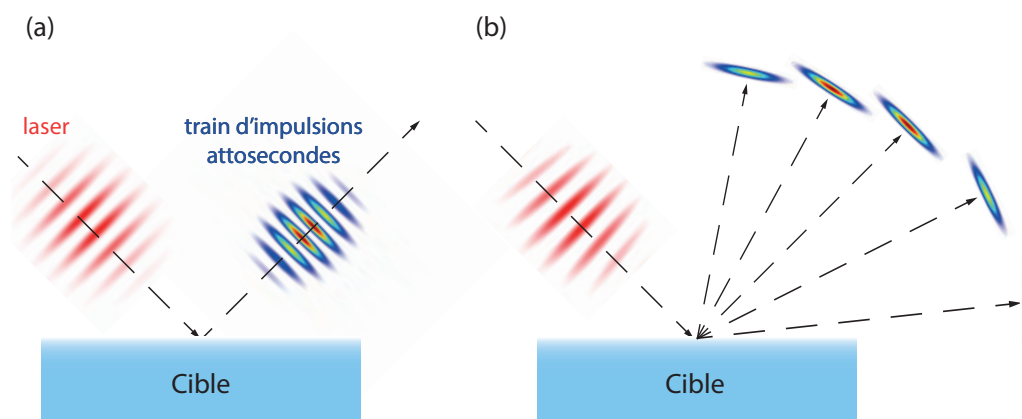 (a)
laser
train d'impulsions
attosecondes
Cible
(b)
Cible